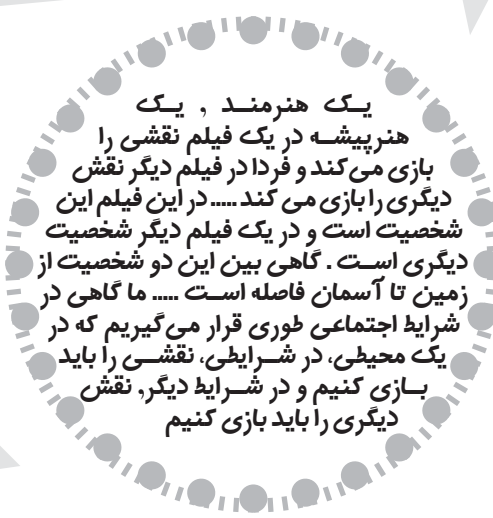 یک هنرمند , یک
هنرپیشه در یک فیلم نقشی را
بازی می‌کند و فردا در فیلم دیگر نقش
دیگری را بازی می کند ..... در این فیلم این
شخصیت است و در یک فیلم دیگر شخصیت
دیگری است . گاهی بین این دو شخصیت از
زمین تا آسمان فاصله است ..... ما گاهی در
شرایط اجتماعی طوری قرار می‌گیریم که در
یک محیطی، در شرایطی، نقشی را باید
بازی کنیم و در شرایط دیگر, نقش
دیگری را باید بازی کنیم